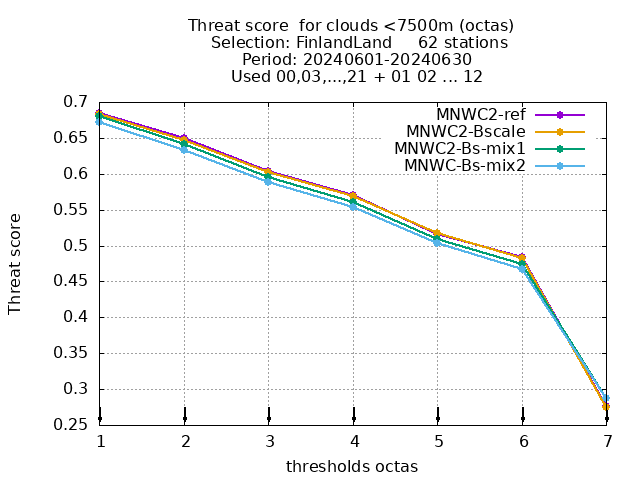 Threat score  for clouds <7500m (octas)
Selection: FinlandLand     62 stations
Period: 20240601-20240630
Used 00,03,...,21 + 01 02 ... 12
MNWC2-ref
MNWC2-Bscale
MNWC2-Bs-mix1
MNWC-Bs-mix2
0.7
0.65
0.6
0.55
0.5
0.45
0.4
0.35
0.3
0.25
Threat score
1 2 3 4 5 6 7
thresholds octas